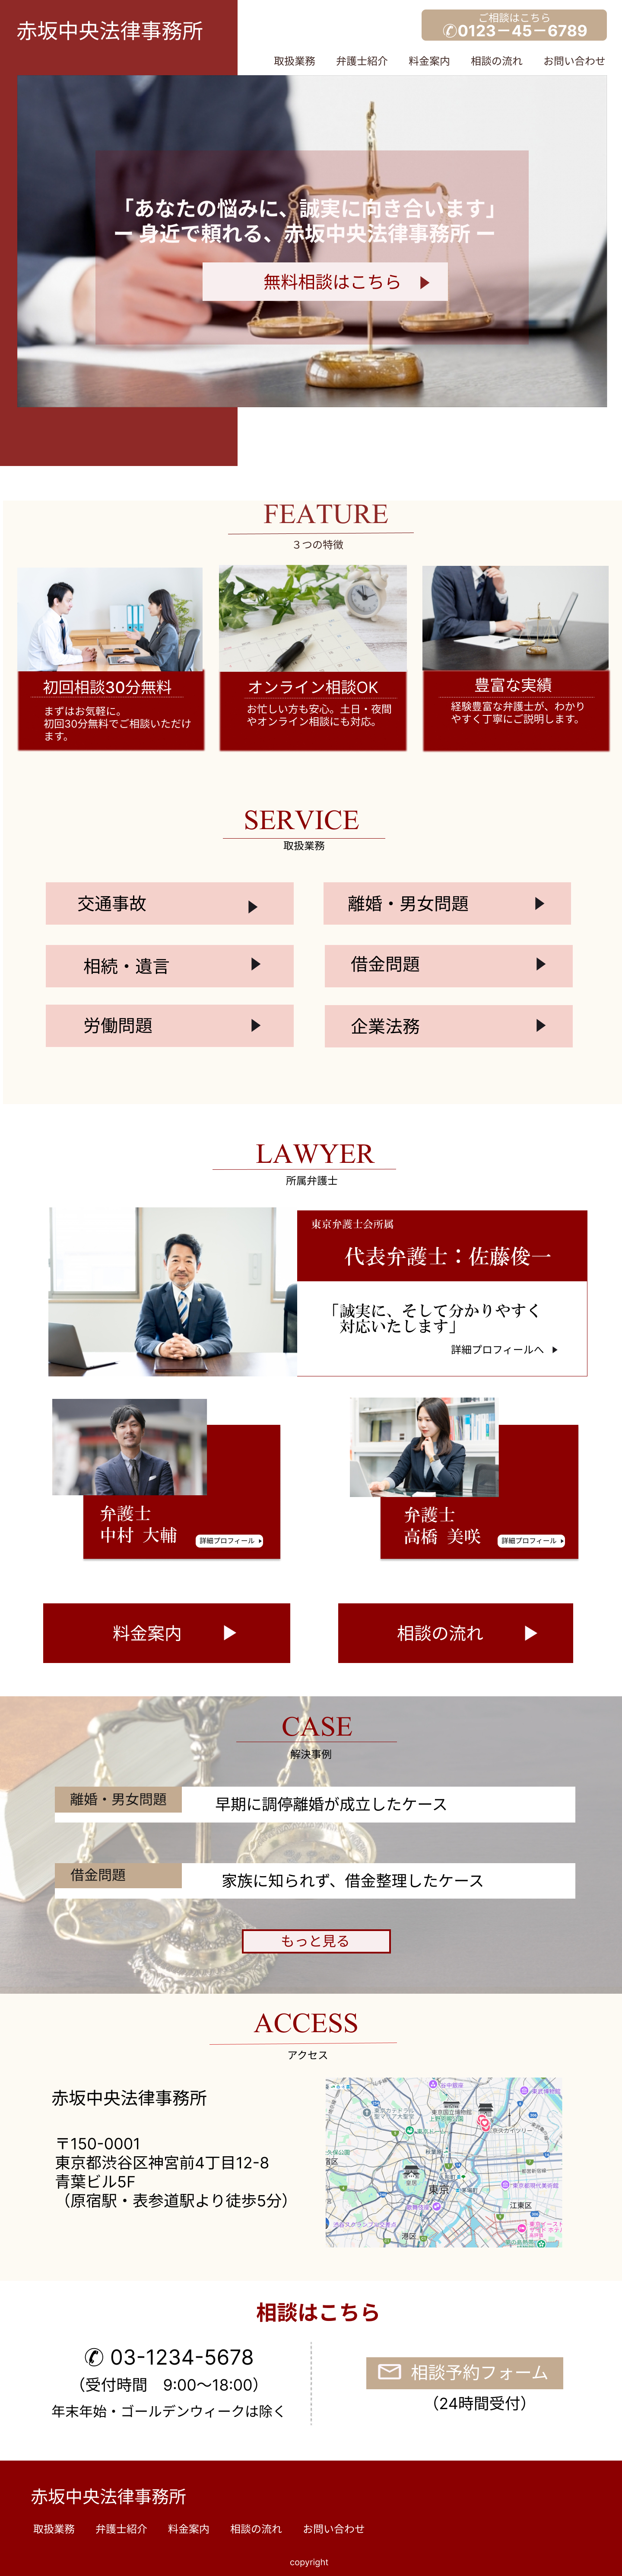 赤坂中央法律事務所
ご相談はこちら
✆0123－45－6789
取扱業務 弁護士紹介 料金案内 相談の流れ お問い合わせ
「あなたの悩みに、誠実に向き合います」
ー 身近で頼れる、赤坂中央法律事務所 ー
無料相談はこちら ▶
FEATURE
３つの特徴
初回相談30分無料
まずはお気軽に。
初回30分無料でご相談いただけ
ます。
オンライン相談OK
お忙しい方も安心。土日・夜間
やオンライン相談にも対応。
豊富な実績
経験豊富な弁護士が、わかり
やすく丁寧にご説明します。
SERVICE
取扱業務
交通事故 ▶
離婚・男女問題 ▶
相続・遺言 ▶
借金問題 ▶
労働問題 ▶
企業法務 ▶
LAWYER
所属弁護士
東京弁護士会所属
代表弁護士：佐藤俊一
「誠実に、そして分かりやすく
対応いたします」
詳細プロフィールへ ▶
弁護士
中村 大輔
詳細プロフィール ▶
弁護士
高橋 美咲
詳細プロフィール ▶
料金案内 ▶
相談の流れ ▶
CASE
解決事例
離婚・男女問題
早期に調停離婚が成立したケース
借金問題
家族に知られず、借金整理したケース
もっと見る
ACCESS
アクセス
赤坂中央法律事務所
〒150-0001
東京都渋谷区神宮前4丁目12-8
青葉ビル5F
（原宿駅・表参道駅より徒歩5分）
東京
港区
江東区
相談はこちら
✆ 03-1234-5678
（受付時間　9:00〜18:00）
年末年始・ゴールデンウィークは除く
相談予約フォーム
（24時間受付）
赤坂中央法律事務所
取扱業務 弁護士紹介 料金案内 相談の流れ お問い合わせ
copyright